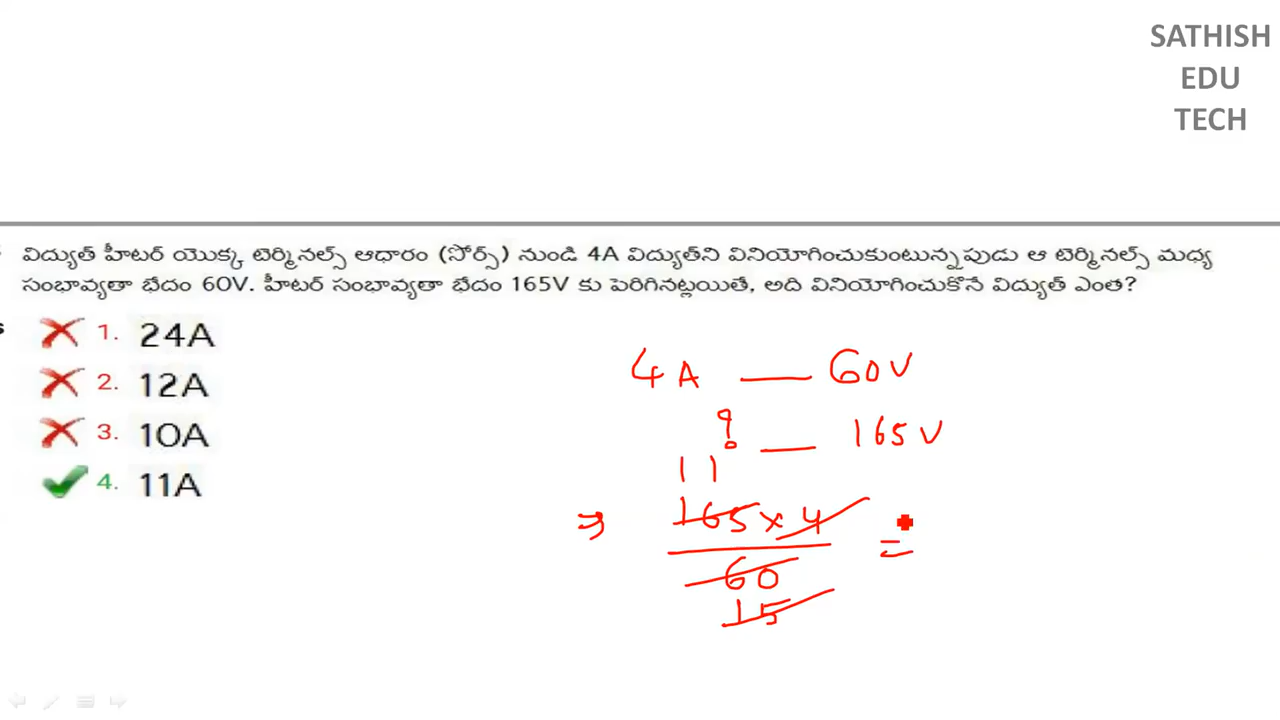 SATHISH
EDU
TECH
విద్యుత్ హీటర్ యొక్క టెర్మినల్స్ ఆధారం (సోర్స్) నుండి 4A విద్యుత్‌ని వినియోగించుకుంటున్నపుడు ఆ టెర్మినల్స్ మధ్య
సంభావ్యతా భేదం 60V. హీటర్ సంభావ్యతా భేదం 165V కు పెరిగినట్లయితే, అది వినియోగించుకొనే విద్యుత్ ఎంత?
1. 24A
2. 12A
3. 10A
4. 11A
4A — 60V
? — 165V
11
⇒ 165 × 4 =
60
15